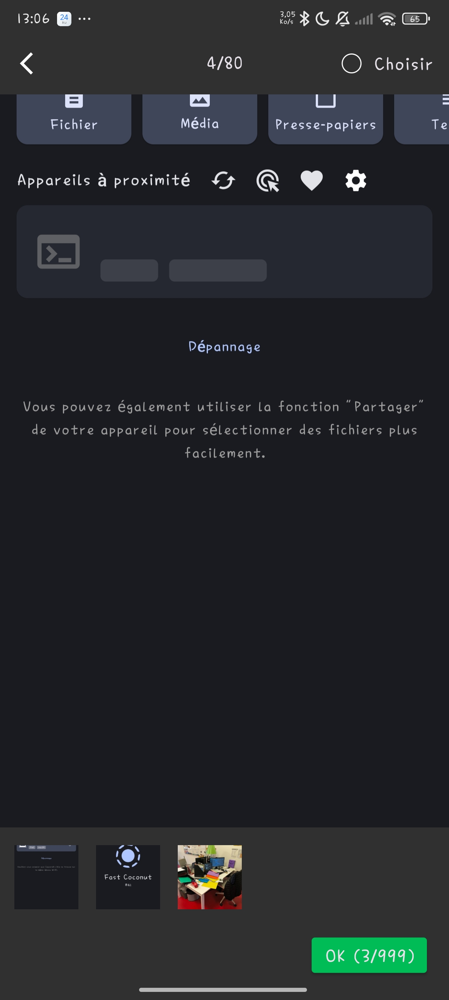 13:06 24 ...
3,05
Ko/s
65
4/80 Choisir
Fichier Média Presse-papiers Te
Appareils à proximité
Dépannage
Vous pouvez également utiliser la fonction "Partager"
de votre appareil pour sélectionner des fichiers plus
facilement.
Dépannage
Fast Coconut
#41
OK (3/999)